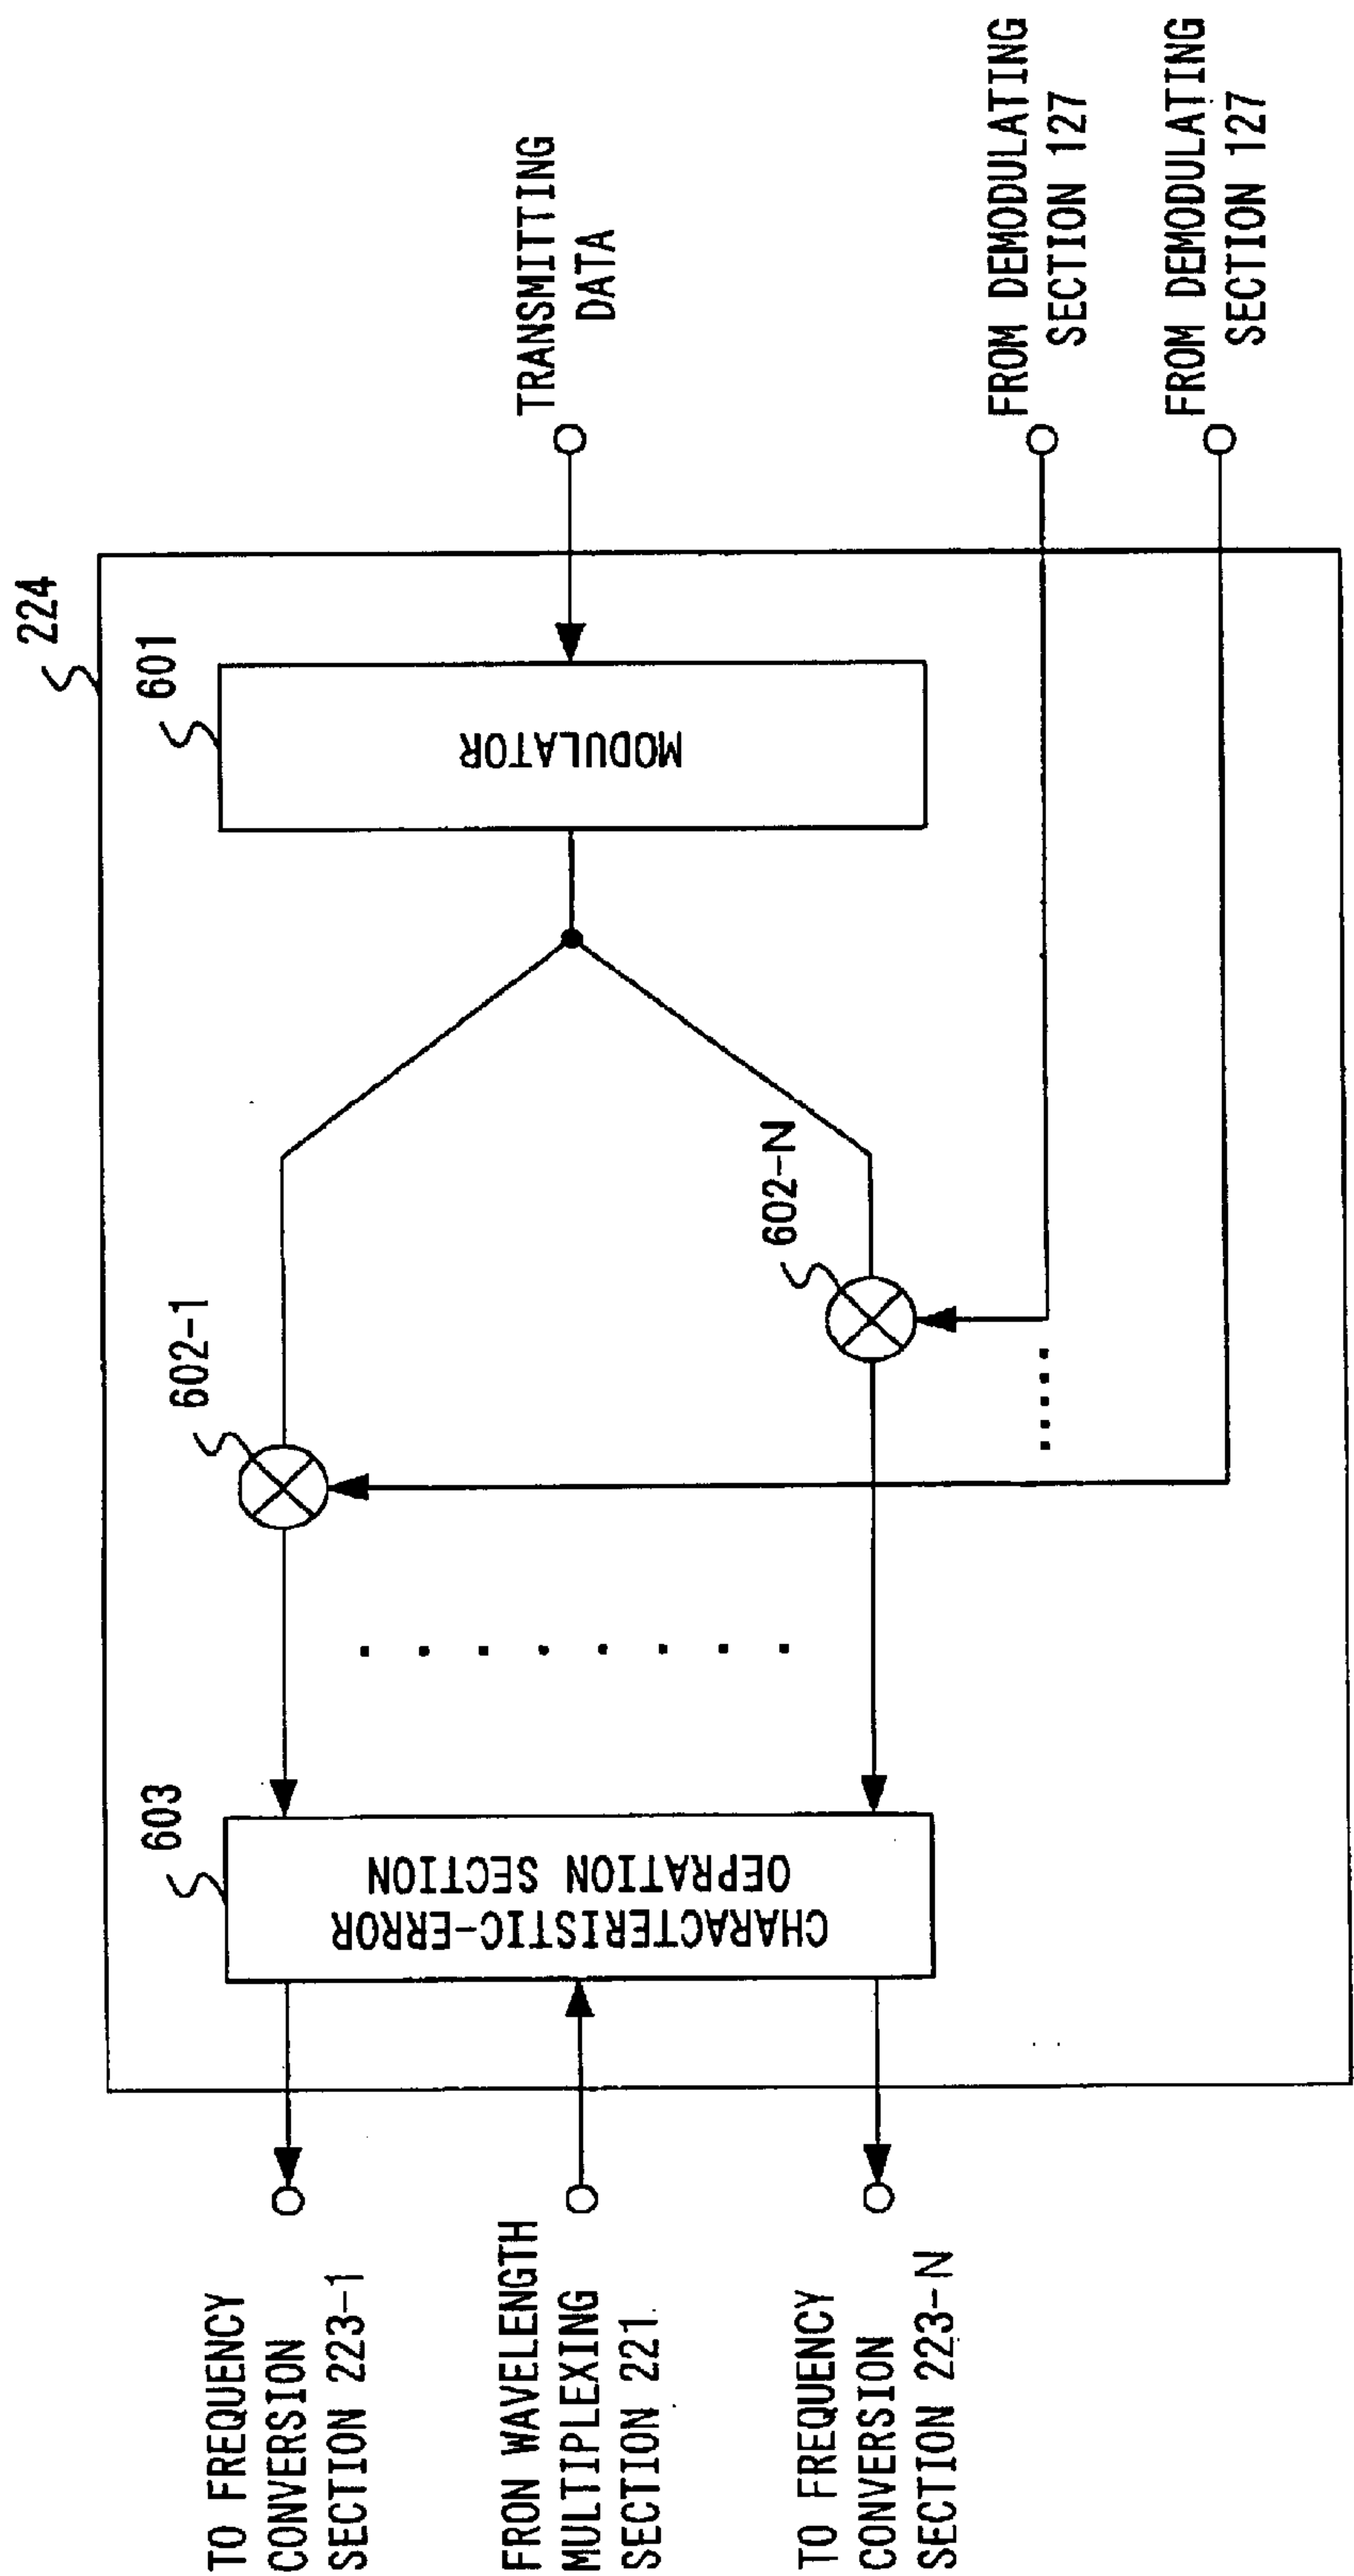 224
601
MODULATOR
TRANSMITTING
DATA
602-1
602-N
FROM DEMODULATING
SECTION 127
FROM DEMODULATING
SECTION 127
603
CHARACTERISTIC-ERROR
OEPRATION SECTION
TO FREQUENCY
CONVERSION
SECTION 223-1
FRON WAVELENGTH
MULTIPLEXING
SECTION 221.
TO FREQUENCY
CONVERSION
SECTION 223-N